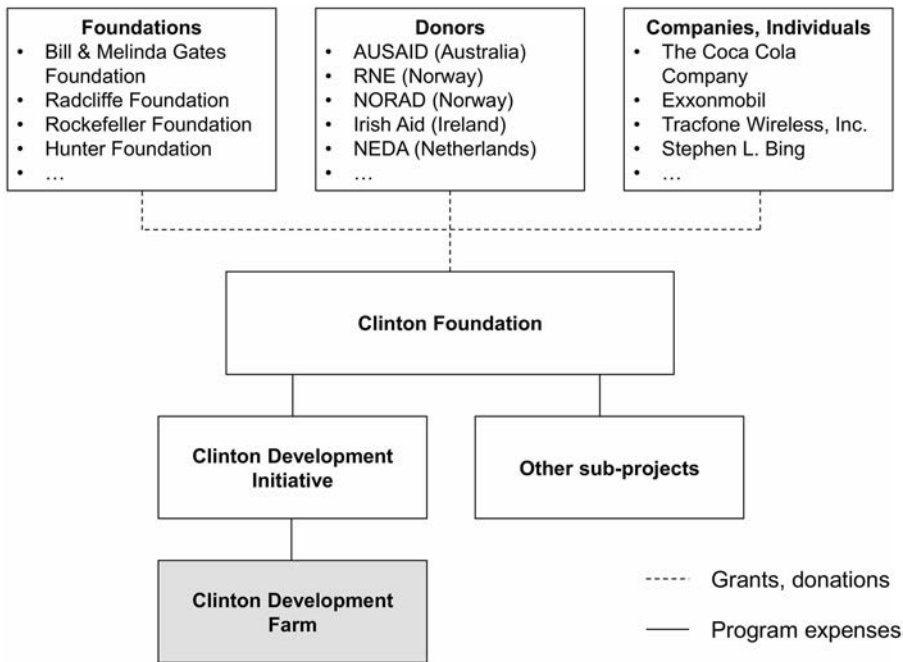 Foundations
• Bill & Melinda Gates
Foundation
• Radcliffe Foundation
• Rockefeller Foundation
• Hunter Foundation
• …
Donors
• AUSAID (Australia)
• RNE (Norway)
• NORAD (Norway)
• Irish Aid (Ireland)
• NEDA (Netherlands)
• …
Companies, Individuals
• The Coca Cola
Company
• Exxonmobil
• Tracfone Wireless, Inc.
• Stephen L. Bing
• …
Clinton Foundation
Clinton Development
Initiative
Other sub-projects
Clinton Development
Farm
Grants, donations
Program expenses